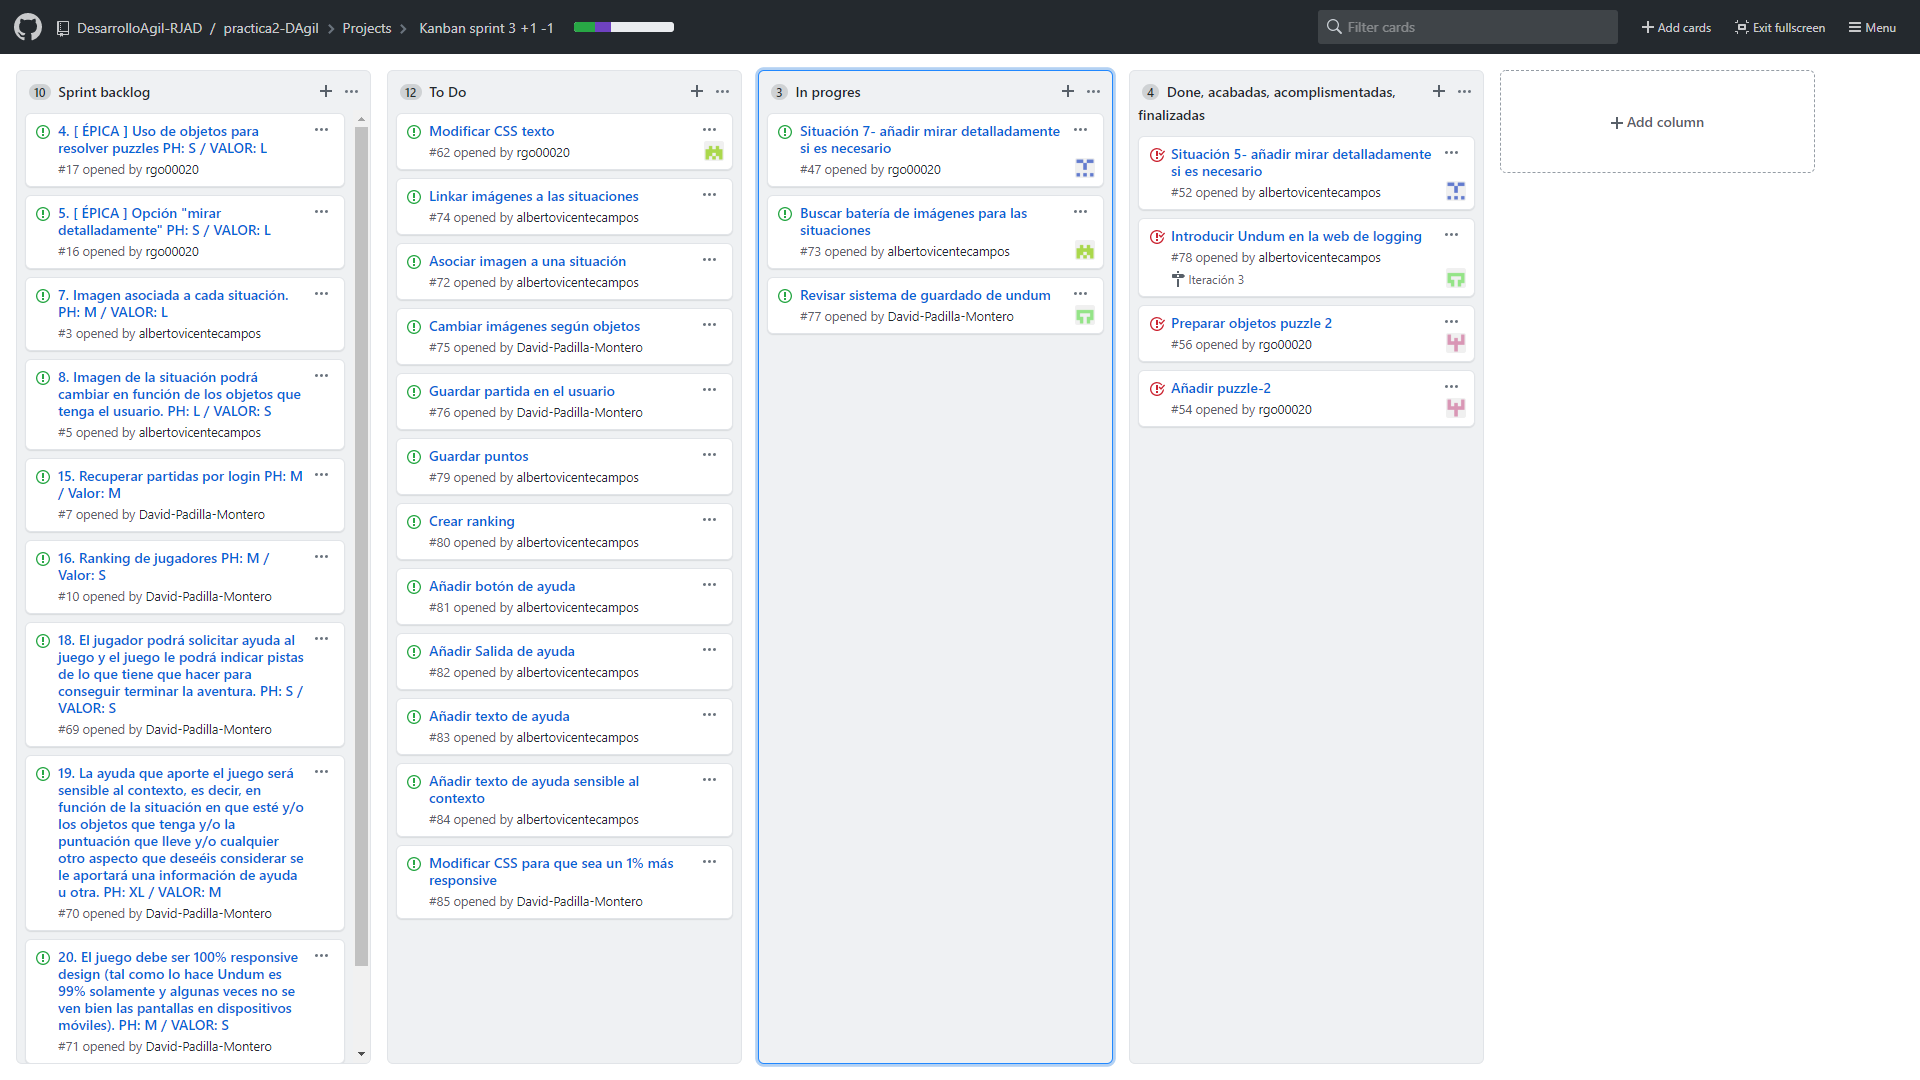 DesarrolloAgil-RJAD / practica2-DAgil > Projects > Kanban sprint 3 +1 -1
Filter cards
Add cards
Exit fullscreen
Menu
10 Sprint backlog
4. [ ÉPICA ] Uso de objetos para
resolver puzzles PH: S / VALOR: L
#17 opened by rgo00020
5. [ ÉPICA ] Opción "mirar
detalladamente" PH: S / VALOR: L
#16 opened by rgo00020
7. Imagen asociada a cada situación.
PH: M / VALOR: L
#3 opened by albertovicentecampos
8. Imagen de la situación podrá
cambiar en función de los objetos que
tenga el usuario. PH: L / VALOR: S
#5 opened by albertovicentecampos
15. Recuperar partidas por login PH: M
/ Valor: M
#7 opened by David-Padilla-Montero
16. Ranking de jugadores PH: M /
Valor: S
#10 opened by David-Padilla-Montero
18. El jugador podrá solicitar ayuda al
juego y el juego le podrá indicar pistas
de lo que tiene que hacer para
conseguir terminar la aventura. PH: S /
VALOR: S
#69 opened by David-Padilla-Montero
19. La ayuda que aporte el juego será
sensible al contexto, es decir, en
función de la situación en que esté y/o
los objetos que tenga y/o la
puntuación que lleve y/o cualquier
otro aspecto que deseéis considerar se
le aportará una información de ayuda
u otra. PH: XL / VALOR: M
#70 opened by David-Padilla-Montero
20. El juego debe ser 100% responsive
design (tal como lo hace Undum es
99% solamente y algunas veces no se
ven bien las pantallas en dispositivos
móviles). PH: M / VALOR: S
#71 opened by David-Padilla-Montero
12 To Do
Modificar CSS texto
#62 opened by rgo00020
Linkar imágenes a las situaciones
#74 opened by albertovicentecampos
Asociar imagen a una situación
#72 opened by albertovicentecampos
Cambiar imágenes según objetos
#75 opened by David-Padilla-Montero
Guardar partida en el usuario
#76 opened by David-Padilla-Montero
Guardar puntos
#79 opened by albertovicentecampos
Crear ranking
#80 opened by albertovicentecampos
Añadir botón de ayuda
#81 opened by albertovicentecampos
Añadir Salida de ayuda
#82 opened by albertovicentecampos
Añadir texto de ayuda
#83 opened by albertovicentecampos
Añadir texto de ayuda sensible al
contexto
#84 opened by albertovicentecampos
Modificar CSS para que sea un 1% más
responsive
#85 opened by David-Padilla-Montero
3 In progres
Situación 7- añadir mirar detalladamente
si es necesario
#47 opened by rgo00020
Buscar batería de imágenes para las
situaciones
#73 opened by albertovicentecampos
Revisar sistema de guardado de undum
#77 opened by David-Padilla-Montero
4 Done, acabadas, acomplismentadas,
finalizadas
Situación 5- añadir mirar detalladamente
si es necesario
#52 opened by albertovicentecampos
Introducir Undum en la web de logging
#78 opened by albertovicentecampos
Iteración 3
Preparar objetos puzzle 2
#56 opened by rgo00020
Añadir puzzle-2
#54 opened by rgo00020
Add column